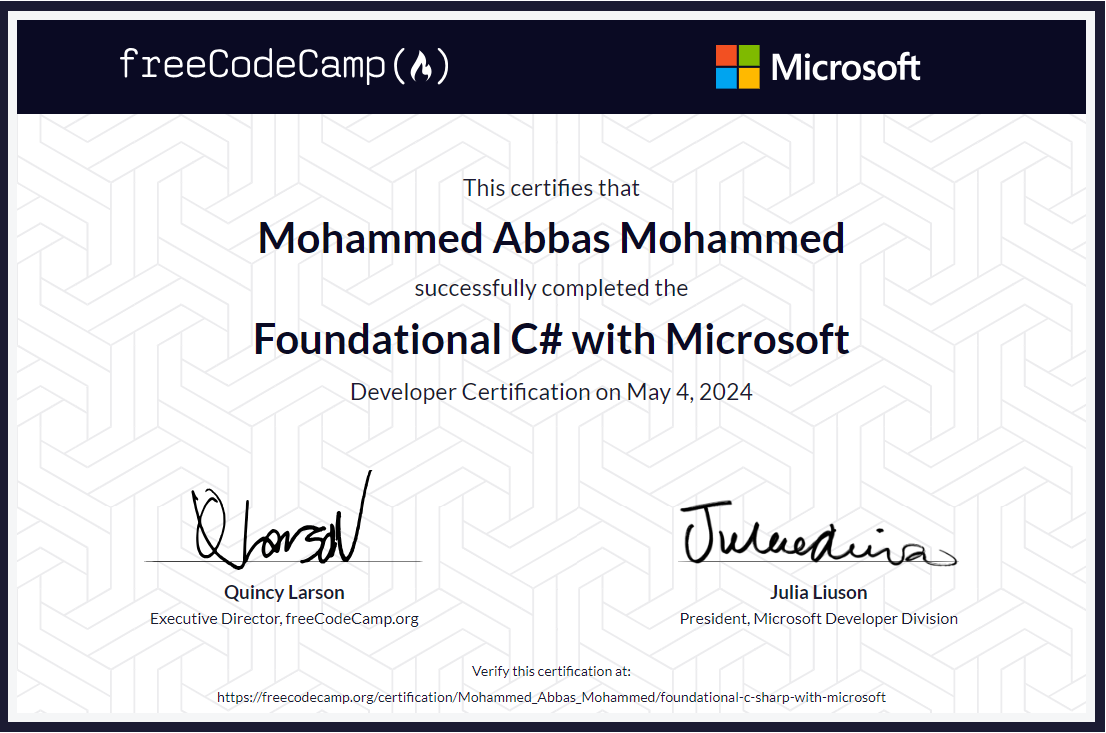 freeCodeCamp(🔥) Microsoft
This certifies that
Mohammed Abbas Mohammed
successfully completed the
Foundational C# with Microsoft
Developer Certification on May 4, 2024
QLarson
Quincy Larson
Executive Director, freeCodeCamp.org
Julia Liuson
President, Microsoft Developer Division
Verify this certification at:
https://freecodecamp.org/certification/Mohammed_Abbas_Mohammed/foundational-c-sharp-with-microsoft